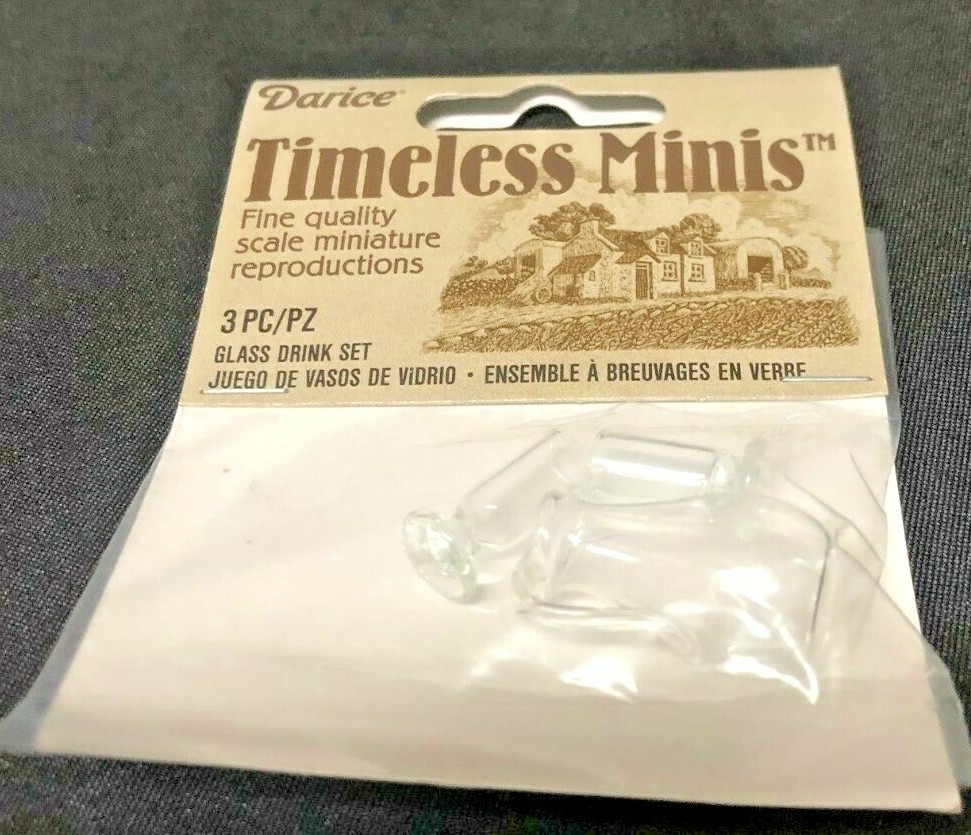 Darice®
Timeless Minis™
Fine quality
scale miniature
reproductions
3 PC/PZ
GLASS DRINK SET
JUEGO DE VASOS DE ViDRIO • ENSEMBLE À BREUVAGES EN VERRE